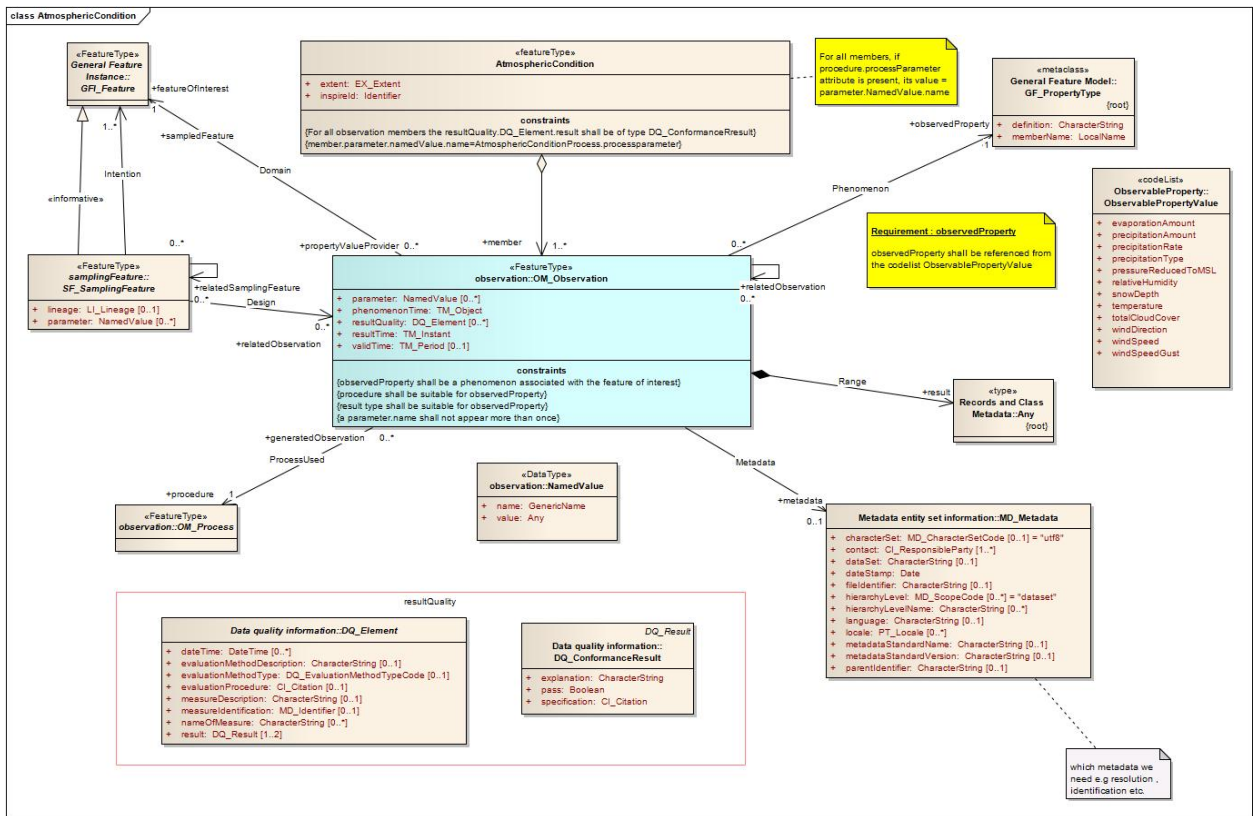 class AtmosphericCondition
«FeatureType»
General Feature
Instance::
GFI_Feature
+featureOfInterest
1
+sampledFeature
1..*
Intention
«informative»
Domain
«featureType»
AtmosphericCondition
+ extent: EX_Extent
+ inspireId: Identifier
constraints
{For all observation members the resultQuality.DQ_Element.result shall be of type DQ_ConformanceRresult}
{member.parameter.namedValue.name=AtmosphericConditionProcess.processparameter}
For all members, if
procedure.processParameter
attribute is present, its value =
parameter.NamedValue.name
«metaclass»
General Feature Model::
GF_PropertyType
{root}
+ definition: CharacterString
+ memberName: LocalName
+observedProperty
1
Phenomenon
«codeList»
ObservableProperty::
ObservablePropertyValue
+ evaporationAmount
+ precipitationAmount
+ precipitationRate
+ precipitationType
+ pressureReducedToMSL
+ relativeHumidity
+ snowDepth
+ temperature
+ totalCloudCover
+ windDirection
+ windSpeed
+ windSpeedGust
Requirement : observedProperty
observedProperty shall be referenced from
the codelist ObservablePropertyValue
0..*
+propertyValueProvider 0..*
+member 1..*
0..*
«FeatureType»
samplingFeature::
SF_SamplingFeature
+ lineage: LI_Lineage [0..1]
+ parameter: NamedValue [0..*]
+relatedSamplingFeature
0..*
Design
0..*
+relatedObservation
«FeatureType»
observation::OM_Observation
+ parameter: NamedValue [0..*]
+ phenomenonTime: TM_Object
+ resultQuality: DQ_Element [0..*]
+ resultTime: TM_Instant
+ validTime: TM_Period [0..1]
constraints
{observedProperty shall be a phenomenon associated with the feature of interest}
{procedure shall be suitable for observedProperty}
{result type shall be suitable for observedProperty}
{a parameter.name shall not appear more than once}
+relatedObservation
0..*
Range
+result
«type»
Records and Class
Metadata::Any
{root}
+generatedObservation 0..*
ProcessUsed
+procedure 1
«FeatureType»
observation::OM_Process
«DataType»
observation::NamedValue
+ name: GenericName
+ value: Any
Metadata
+metadata
0..1
Metadata entity set information::MD_Metadata
+ characterSet: MD_CharacterSetCode [0..1] = "utf8"
+ contact: CI_ResponsibleParty [1..*]
+ dataSet: CharacterString [0..1]
+ dateStamp: Date
+ fileIdentifier: CharacterString [0..1]
+ hierarchyLevel: MD_ScopeCode [0..*] = "dataset"
+ hierarchyLevelName: CharacterString [0..*]
+ language: CharacterString [0..1]
+ locale: PT_Locale [0..*]
+ metadataStandardName: CharacterString [0..1]
+ metadataStandardVersion: CharacterString [0..1]
+ parentIdentifier: CharacterString [0..1]
resultQuality
Data quality information::DQ_Element
+ dateTime: DateTime [0..*]
+ evaluationMethodDescription: CharacterString [0..1]
+ evaluationMethodType: DQ_EvaluationMethodTypeCode [0..1]
+ evaluationProcedure: CI_Citation [0..1]
+ measureDescription: CharacterString [0..1]
+ measureIdentification: MD_Identifier [0..1]
+ nameOfMeasure: CharacterString [0..*]
+ result: DQ_Result [1..2]
DQ_Result
Data quality information::
DQ_ConformanceResult
+ explanation: CharacterString
+ pass: Boolean
+ specification: CI_Citation
which metadata we
need e.g resolution ,
identification etc.